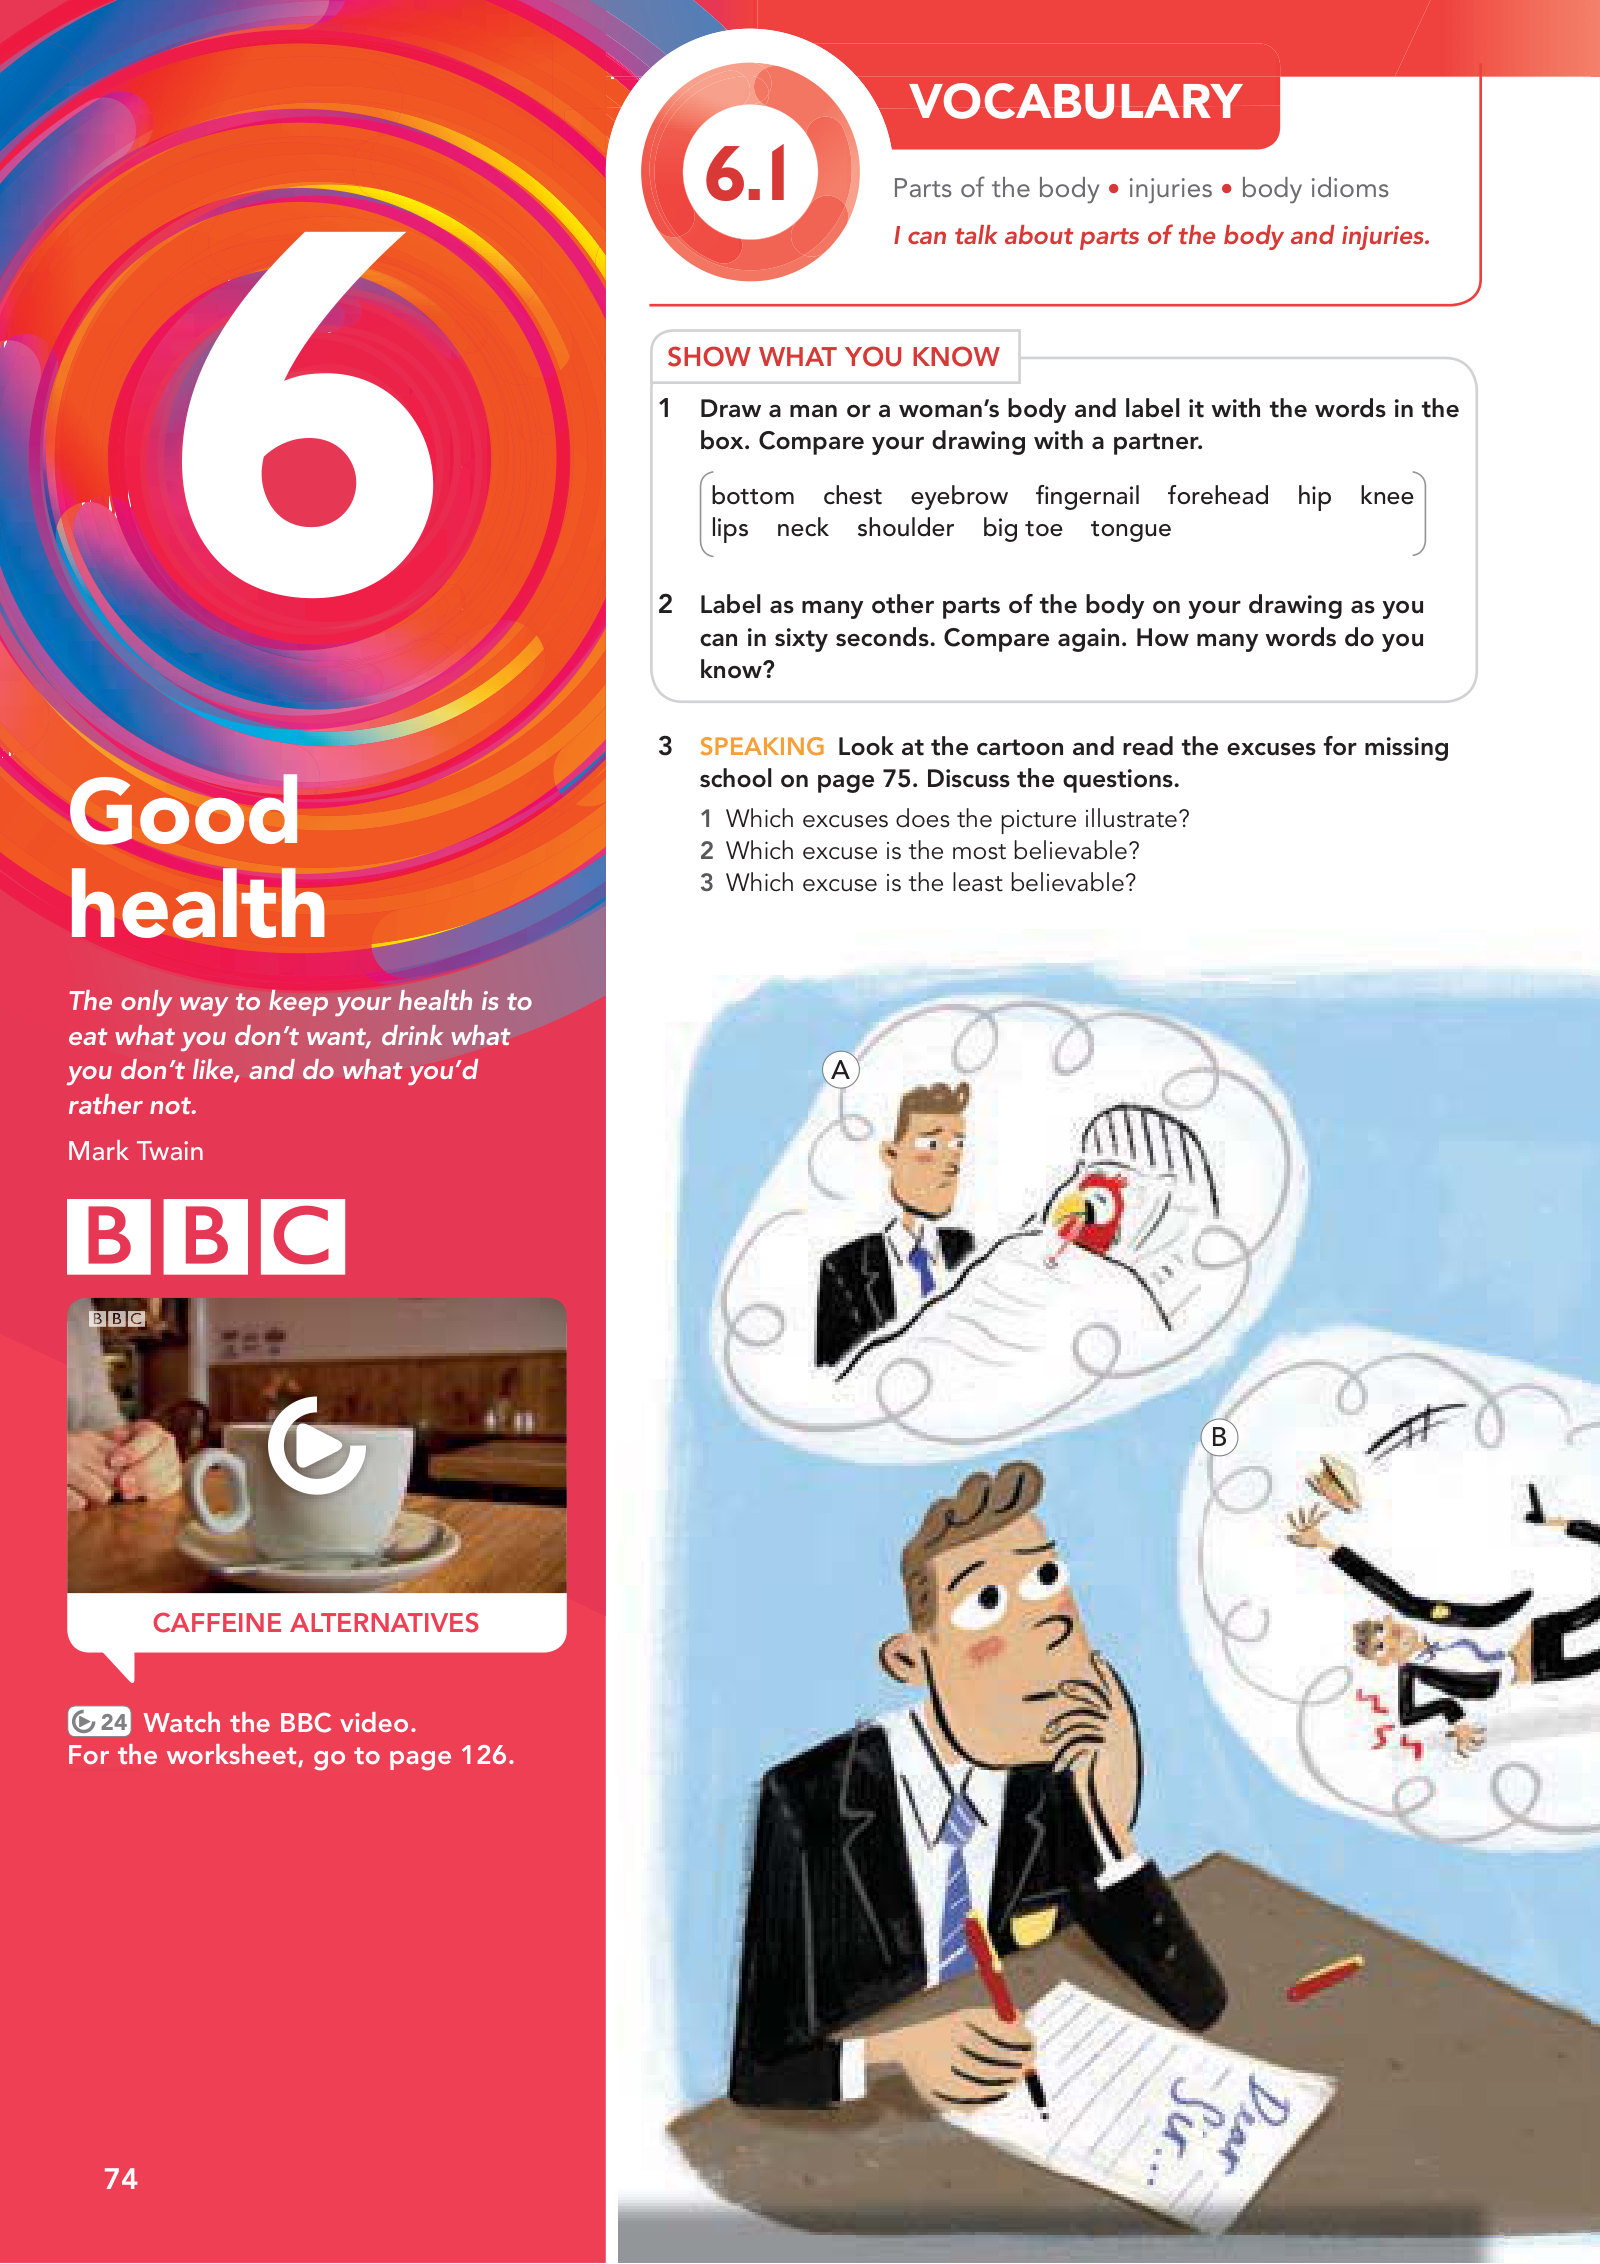 6
Good
health
The only way to keep your health is to
eat what you don't want, drink what
you don't like, and do what you'd
rather not.
Mark Twain
BBC
BBC
CAFFEINE ALTERNATIVES
24 Watch the BBC video.
For the worksheet, go to page 126.
74
6.1
VOCABULARY
Parts of the body • injuries • body idioms
I can talk about parts of the body and injuries.
SHOW WHAT YOU KNOW
1 Draw a man or a woman's body and label it with the words in the
box. Compare your drawing with a partner.
bottom chest eyebrow fingernail forehead hip knee
lips neck shoulder big toe tongue
2 Label as many other parts of the body on your drawing as you
can in sixty seconds. Compare again. How many words do you
know?
3 SPEAKING Look at the cartoon and read the excuses for missing
school on page 75. Discuss the questions.
1 Which excuses does the picture illustrate?
2 Which excuse is the most believable?
3 Which excuse is the least believable?
A
B
Dear
Sir...